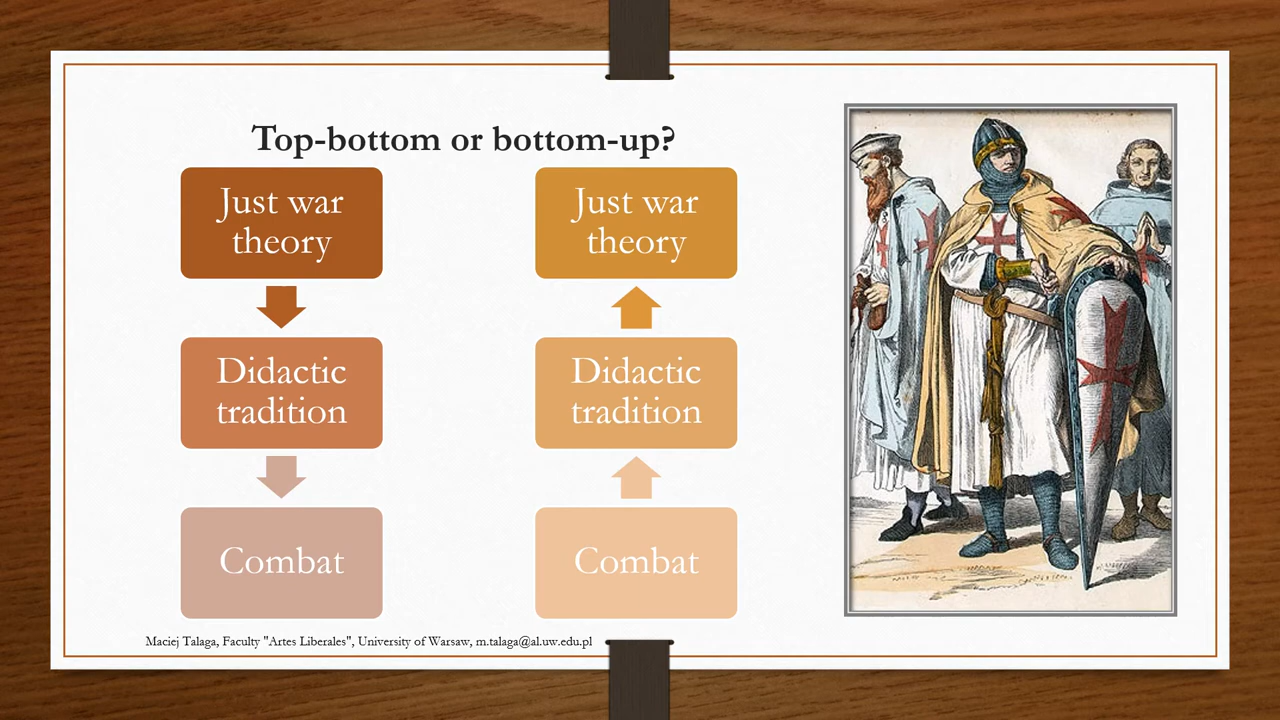 Top-bottom or bottom-up?
Just war
theory
Didactic
tradition
Combat
Just war
theory
Didactic
tradition
Combat
Maciej Talaga, Faculty "Artes Liberales", University of Warsaw, m.talaga@al.uw.edu.pl